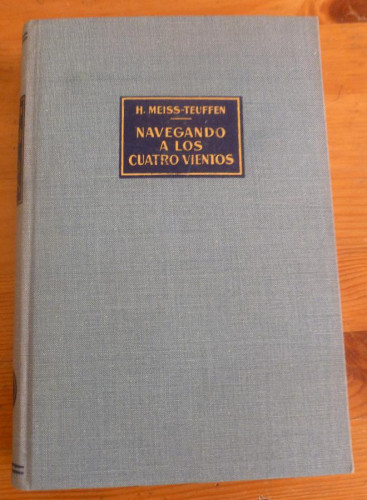 H. MEISS-TEUFFEN
NAVEGANDO
A LOS
CUATRO VIENTOS